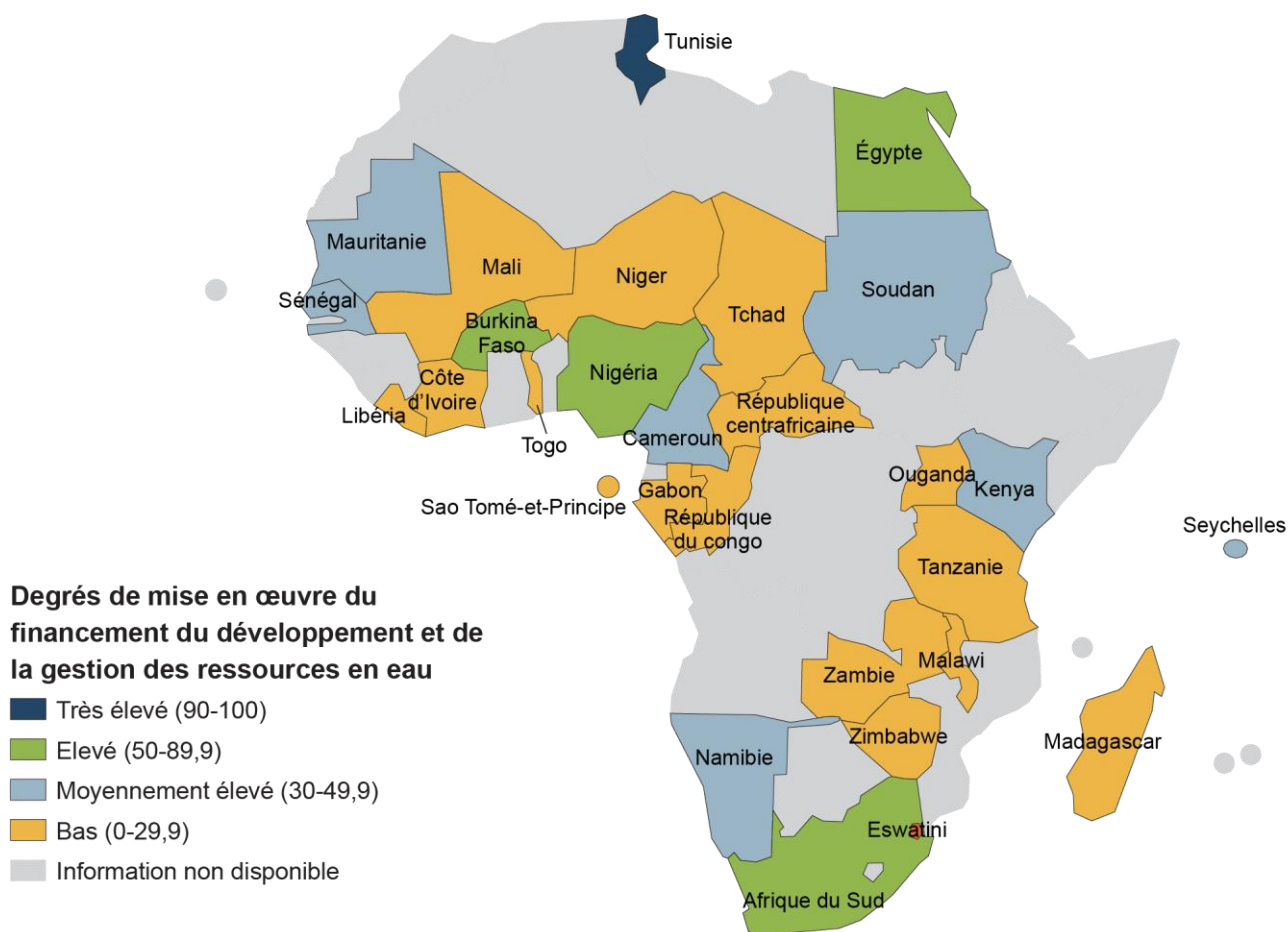 Tunisie
Égypte
Mauritanie
Mali
Niger
Soudan
Sénégal
Tchad
Burkina
Faso
Nigéria
Côte
d'Ivoire
République
centrafricaine
Libéria
Togo
Cameroun
Ouganda
Kenya
Gabon
Sao Tomé-et-Principe
République
du congo
Seychelles
Tanzanie
Degrés de mise en œuvre du
financement du développement et de
la gestion des ressources en eau
Très élevé (90-100)
Elevé (50-89,9)
Moyennement élevé (30-49,9)
Bas (0-29,9)
Information non disponible
Malawi
Zambie
Zimbabwe
Madagascar
Namibie
Eswatini
Afrique du Sud